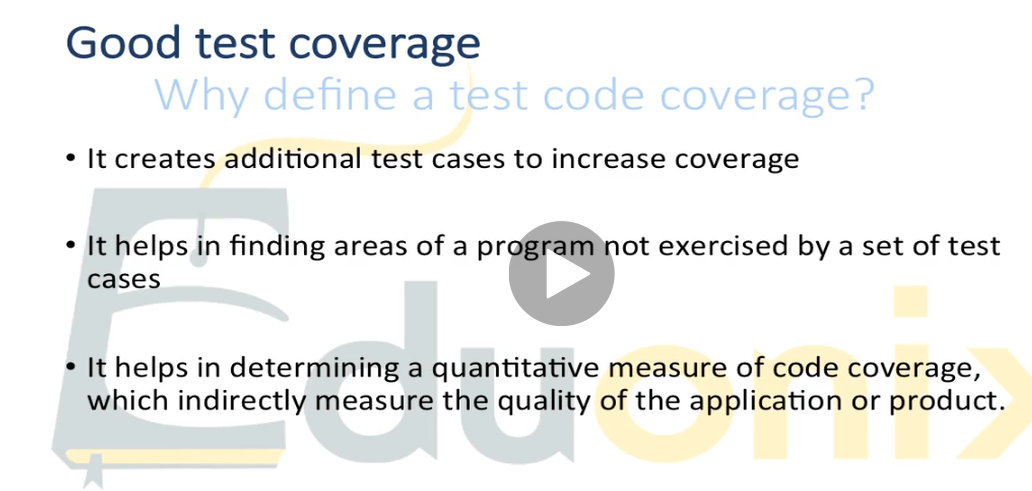 Good test coverage
Why define a test code coverage?
• It creates additional test cases to increase coverage
• It helps in finding areas of a program not exercised by a set of test
cases
• It helps in determining a quantitative measure of code coverage,
which indirectly measure the quality of the application or product.
Eduonix